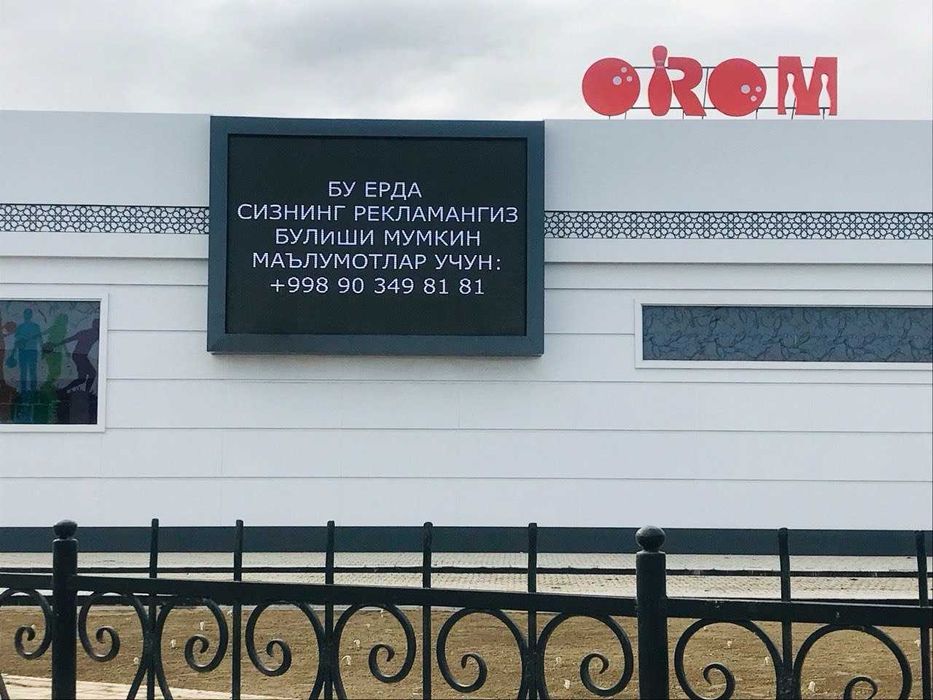 OROM
БУ ЕРДА
СИЗНИНГ РЕКЛАМАНГИЗ
БУЛИШИ МУМКИН
МАЪЛУМОТЛАР УЧУН:
+998 90 349 81 81